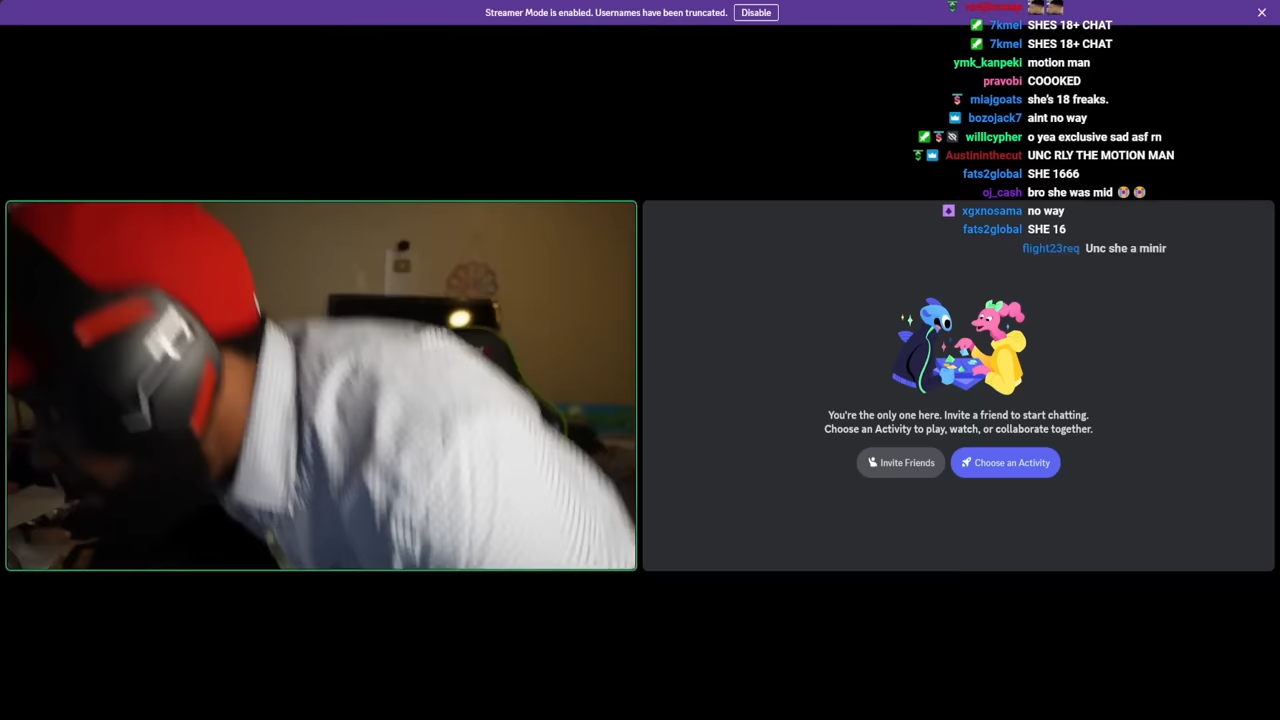 Streamer Mode is enabled. Usernames have been truncated. Disable
7kmel SHES 18+ CHAT
7kmel SHES 18+ CHAT
ymk_kanpeki motion man
pravobi COOOKED
miajgoats she's 18 freaks.
bozojack7 aint no way
willlcypher o yea exclusive sad asf rn
Austininthecut UNC RLY THE MOTION MAN
fats2global SHE 1666
oj_cash bro she was mid
xgxnosama no way
fats2global SHE 16
flight23req Unc she a minir
You're the only one here. Invite a friend to start chatting.
Choose an Activity to play, watch, or collaborate together.
Invite Friends Choose an Activity